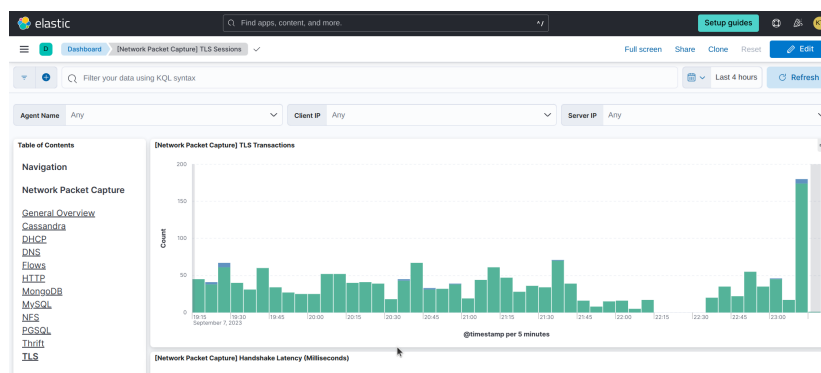 elastic
Find apps, content, and more.
^/
Setup guides
D
Dashboard
[Network Packet Capture] TLS Sessions
Full screen
Share
Clone
Reset
Edit
Filter your data using KQL syntax
Last 4 hours
Refresh
Agent Name
Any
Client IP
Any
Server IP
Any
Table of Contents
Navigation
Network Packet Capture
General Overview
Cassandra
DHCP
DNS
Flows
HTTP
MongoDB
MySQL
NFS
PGSQL
Thrift
TLS
[Network Packet Capture] TLS Transactions
200
150
100
50
0
Count
19:15
September 7, 2023
19:30
19:45
20:00
20:15
20:30
20:45
21:00
21:15
21:30
21:45
22:00
22:15
22:30
22:45
23:00
@timestamp per 5 minutes
[Network Packet Capture] Handshake Latency (Milliseconds)